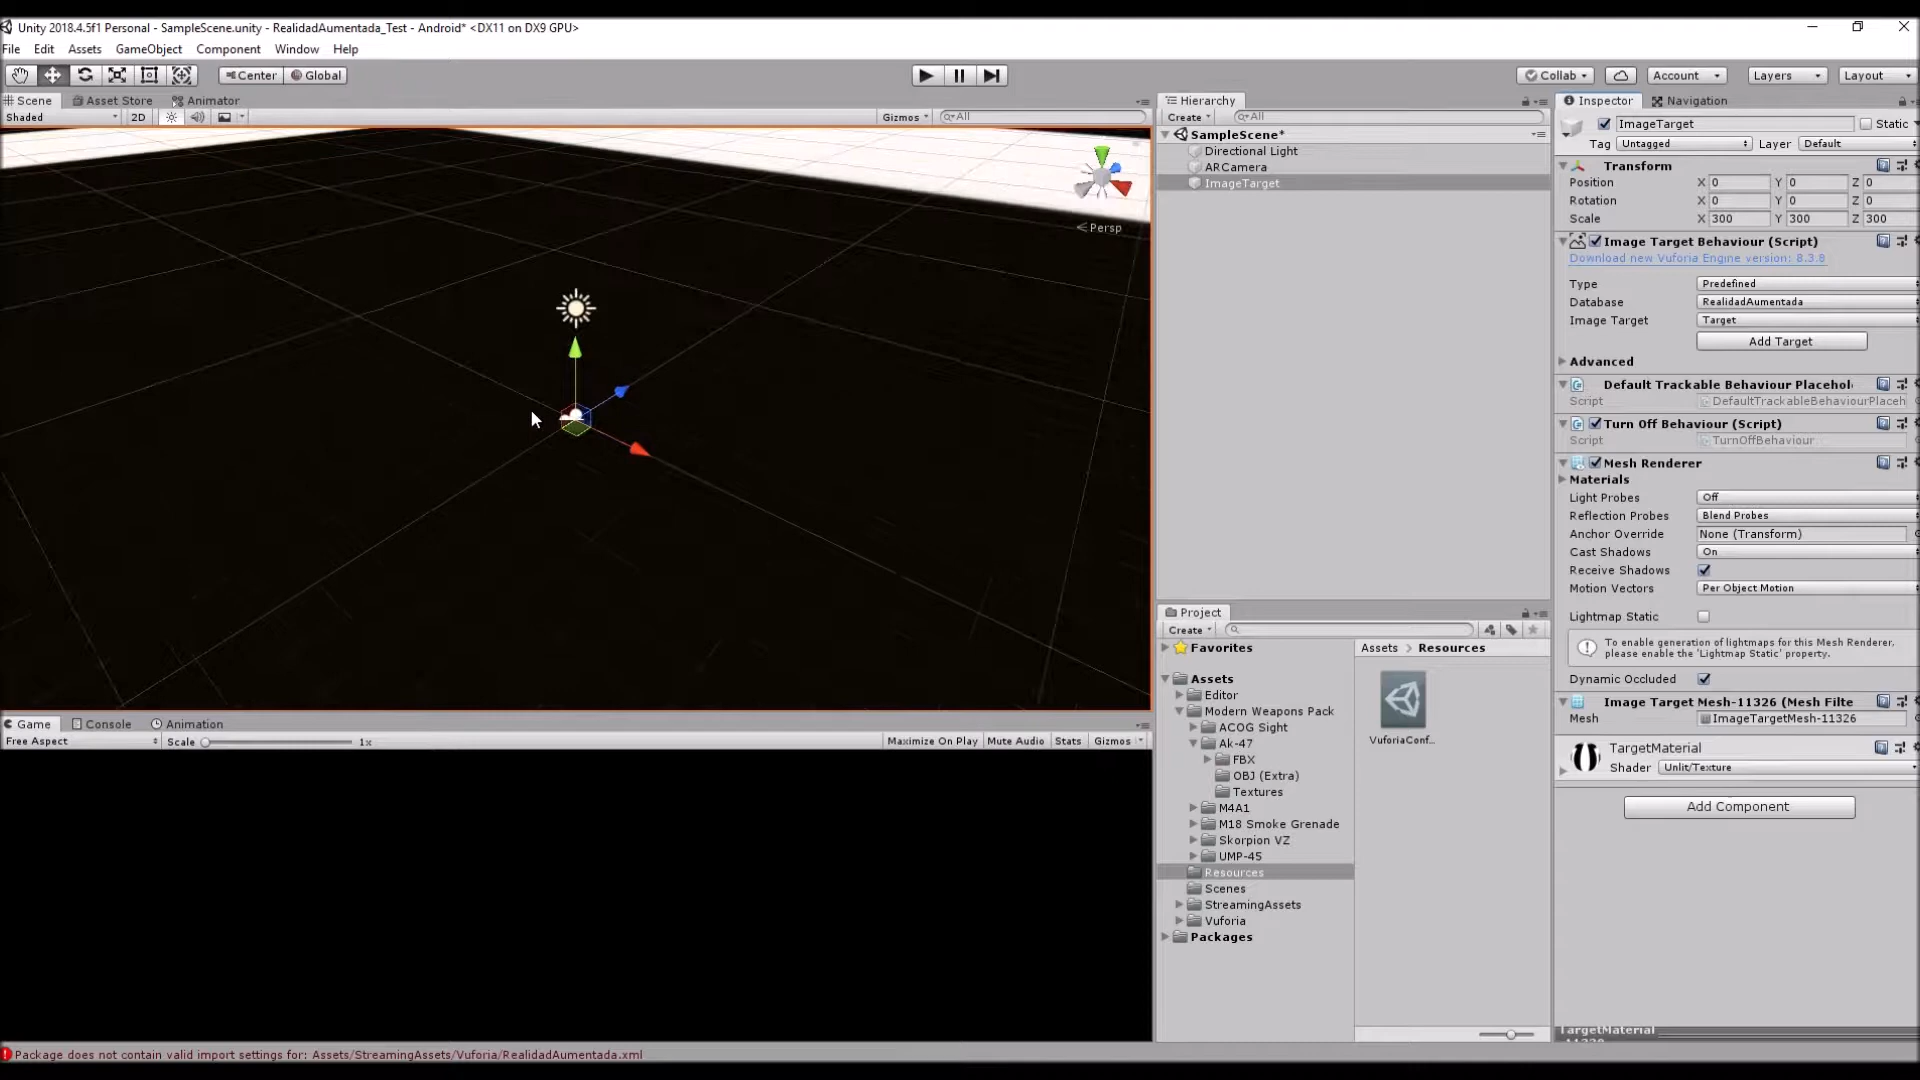 Unity 2018.4.5f1 Personal - SampleScene.unity - RealidadAumentada_Test - Android* <DX11 on DX9 GPU>
File Edit Assets GameObject Component Window Help
Center Global Collab Account Layers Layout
Scene Asset Store Animator
Shaded 2D Gizmos All
Persp
Hierarchy
Create All
SampleScene*
Directional Light
ARCamera
ImageTarget
Inspector Navigation
ImageTarget Static
Tag Untagged Layer Default
Transform
Position X 0 Y 0 Z 0
Rotation X 0 Y 0 Z 0
Scale X 300 Y 300 Z 300
Image Target Behaviour (Script)
Download new Vuforia Engine version: 8.3.8
Type Predefined
Database RealidadAumentada
Image Target Target
Add Target
Advanced
Default Trackable Behaviour Placehol
Script DefaultTrackableBehaviourPlaceh
Turn Off Behaviour (Script)
Script TurnOffBehaviour
Mesh Renderer
Materials
Light Probes Off
Reflection Probes Blend Probes
Anchor Override None (Transform)
Cast Shadows On
Receive Shadows
Motion Vectors Per Object Motion
Lightmap Static
To enable generation of lightmaps for this Mesh Renderer,
please enable the 'Lightmap Static' property.
Dynamic Occluded
Image Target Mesh-11326 (Mesh Filte
Mesh ImageTargetMesh-11326
TargetMaterial
Shader Unlit/Texture
Add Component
TargetMaterial
Project
Create
Favorites
Assets
Editor
Modern Weapons Pack
ACOG Sight
Ak-47
FBX
OBJ (Extra)
Textures
M4A1
M18 Smoke Grenade
Skorpion VZ
UMP-45
Resources
Scenes
StreamingAssets
Vuforia
Packages
Assets > Resources
VuforiaConf...
Game Console Animation
Free Aspect Scale 1x Maximize On Play Mute Audio Stats Gizmos
Package does not contain valid import settings for: Assets/StreamingAssets/Vuforia/RealidadAumentada.xml